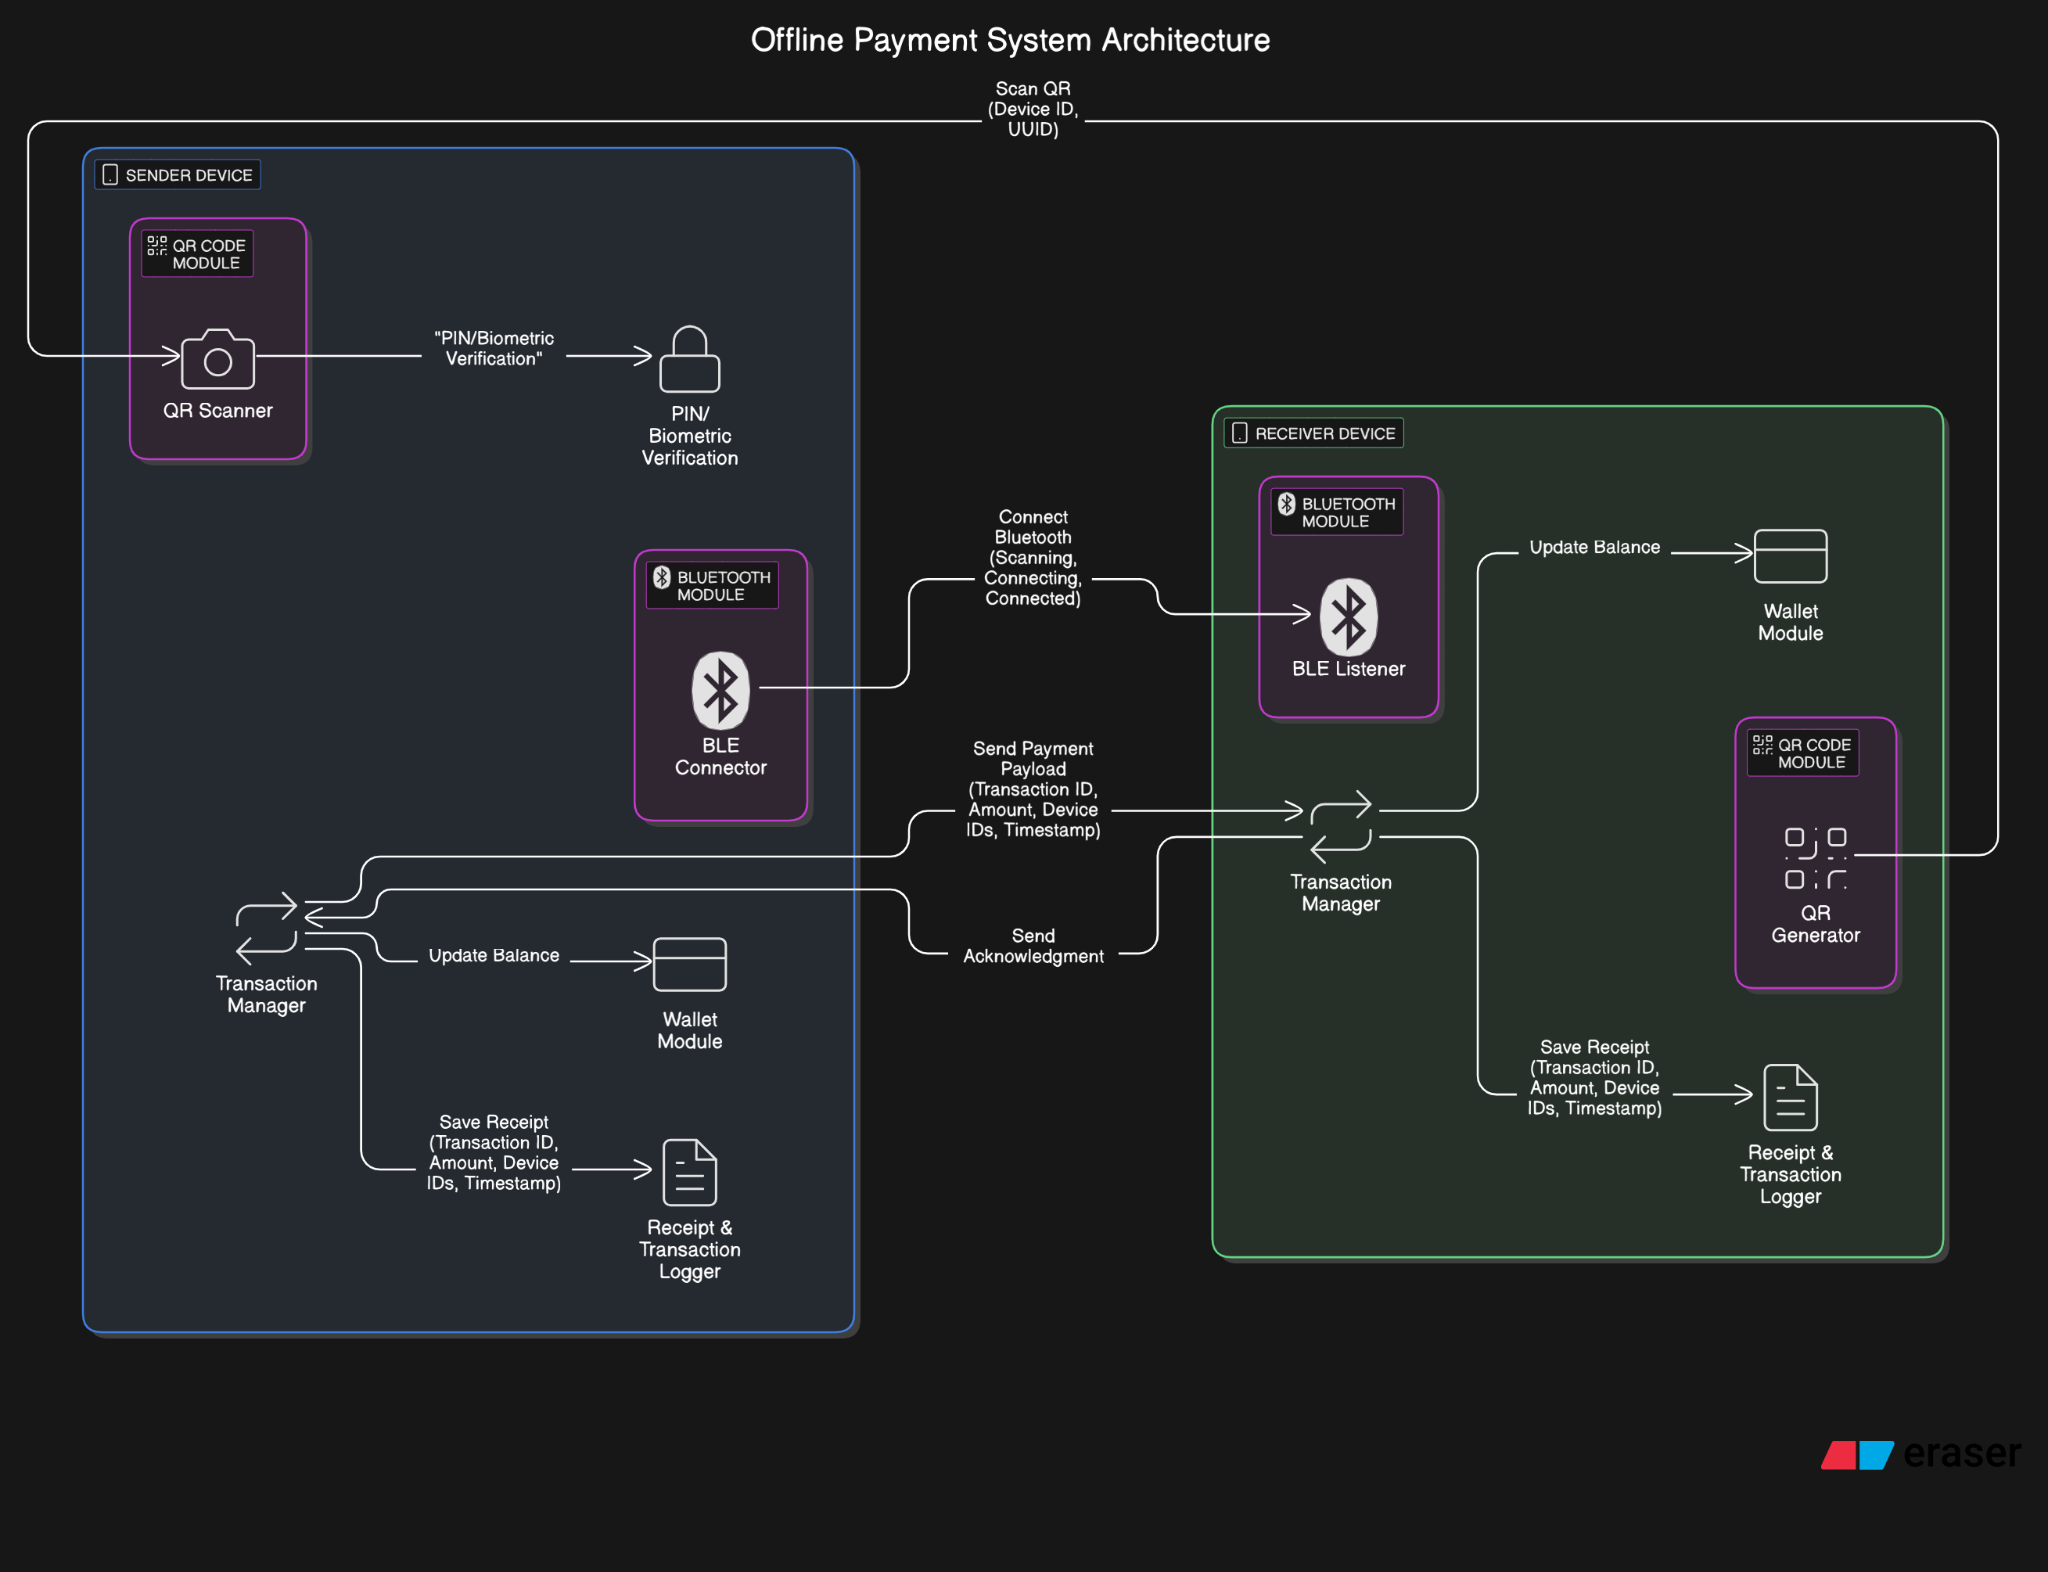 Offline Payment System Architecture
Scan QR
(Device ID,
UUID)
SENDER DEVICE
QR CODE
MODULE
QR Scanner
"PIN/Biometric
Verification"
PIN/
Biometric
Verification
BLUETOOTH
MODULE
BLE
Connector
Connect
Bluetooth
(Scanning,
Connecting,
Connected)
Send Payment
Payload
(Transaction ID,
Amount, Device
IDs, Timestamp)
Send
Acknowledgment
Transaction
Manager
Update Balance
Wallet
Module
Save Receipt
(Transaction ID,
Amount, Device
IDs, Timestamp)
Receipt &
Transaction
Logger
RECEIVER DEVICE
BLUETOOTH
MODULE
BLE Listener
Update Balance
Wallet
Module
QR CODE
MODULE
QR
Generator
Transaction
Manager
Save Receipt
(Transaction ID,
Amount, Device
IDs, Timestamp)
Receipt &
Transaction
Logger
eraser